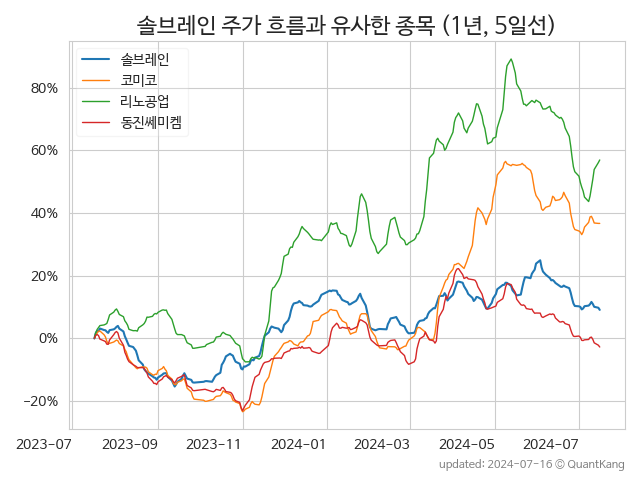 솔브레인 주가 흐름과 유사한 종목 (1년, 5일선)
솔브레인
코미코
리노공업
동진쎄미켐
80%
60%
40%
20%
0%
−20%
2023-07 2023-09 2023-11 2024-01 2024-03 2024-05 2024-07
updated: 2024-07-16 © QuantKang